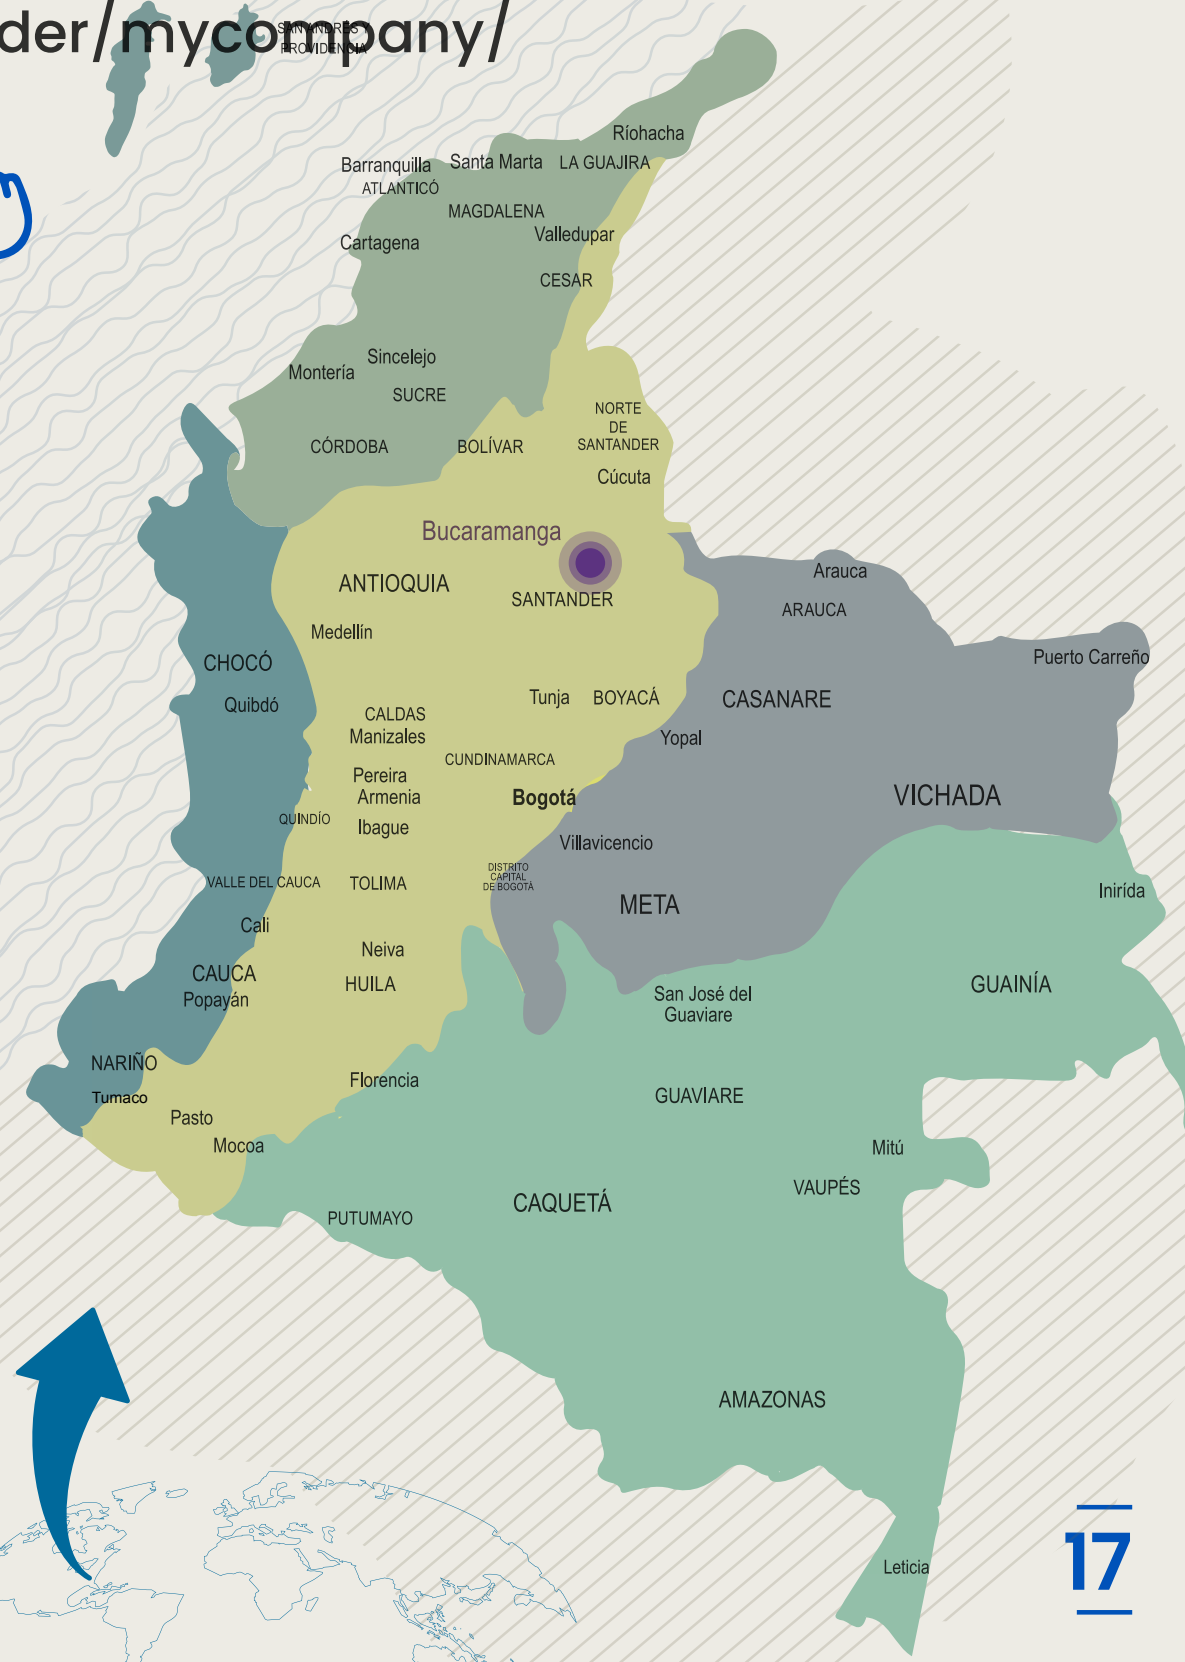 der/mycompany/
SAN ANDRÉS Y
PROVIDENCIA
Ríohacha
Barranquilla
Santa Marta
LA GUAJIRA
ATLANTICÓ
MAGDALENA
Valledupar
Cartagena
CESAR
Sincelejo
Montería
SUCRE
NORTE
DE
SANTANDER
CÓRDOBA
BOLÍVAR
Cúcuta
Bucaramanga
ANTIOQUIA
SANTANDER
Arauca
ARAUCA
Medellín
CHOCÓ
Puerto Carreño
Quibdó
Tunja
BOYACÁ
CASANARE
CALDAS
Manizales
Yopal
CUNDINAMARCA
Pereira
Armenia
Bogotá
VICHADA
QUINDÍO
Ibague
Villavicencio
DISTRITO
CAPITAL
DE BOGOTÁ
VALLE DEL CAUCA
TOLIMA
META
Inirída
Cali
Neiva
CAUCA
Popayán
HUILA
GUAINÍA
San José del
Guaviare
NARIÑO
Tumaco
Florencia
GUAVIARE
Pasto
Mocoa
Mitú
VAUPÉS
CAQUETÁ
PUTUMAYO
AMAZONAS
Leticia
17